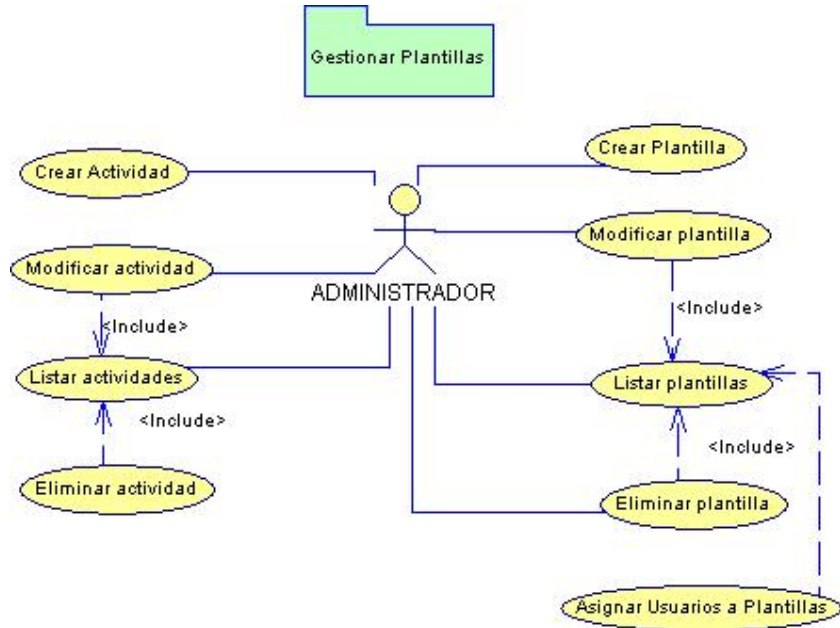 Gestionar Plantillas
Crear Actividad
Crear Plantilla
Modificar actividad
Modificar plantilla
ADMINISTRADOR
<Include>
<Include>
Listar actividades
Listar plantillas
<Include>
<Include>
Eliminar actividad
Eliminar plantilla
Asignar Usuarios a Plantillas